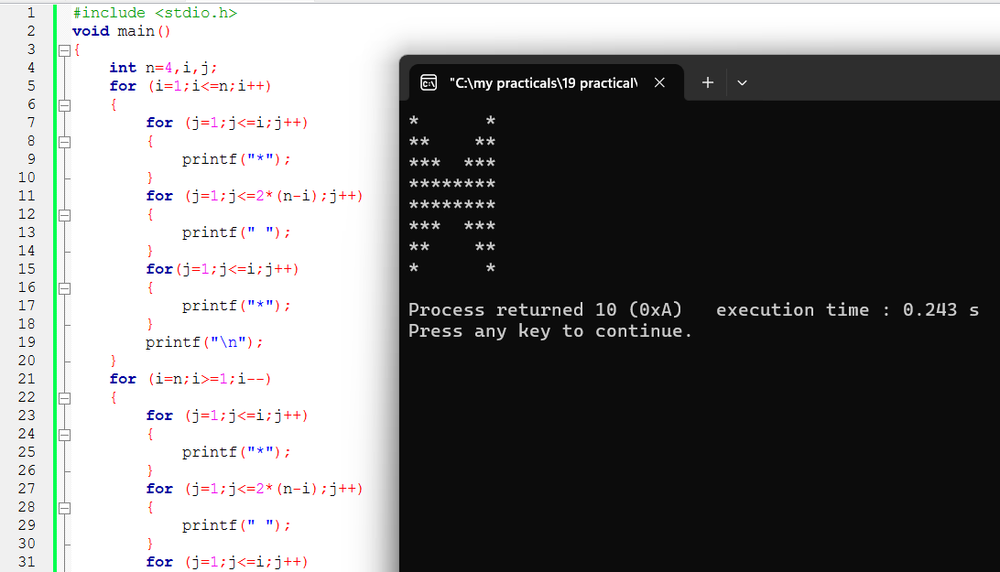 1 #include <stdio.h>
2 void main()
3 {
4     int n=4,i,j;
5     for (i=1;i<=n;i++)
6     {
7         for (j=1;j<=i;j++)
8         {
9             printf("*");
10         }
11         for (j=1;j<=2*(n-i);j++)
12         {
13             printf(" ");
14         }
15         for(j=1;j<=i;j++)
16         {
17             printf("*");
18         }
19         printf("\n");
20     }
21     for (i=n;i>=1;i--)
22     {
23         for (j=1;j<=i;j++)
24         {
25             printf("*");
26         }
27         for (j=1;j<=2*(n-i);j++)
28         {
29             printf(" ");
30         }
31         for (j=1;j<=i;j++)
"C:\my practicals\19 practical\
*      *
**    **
***  ***
********
********
***  ***
**    **
*      *
Process returned 10 (0xA)   execution time : 0.243 s
Press any key to continue.